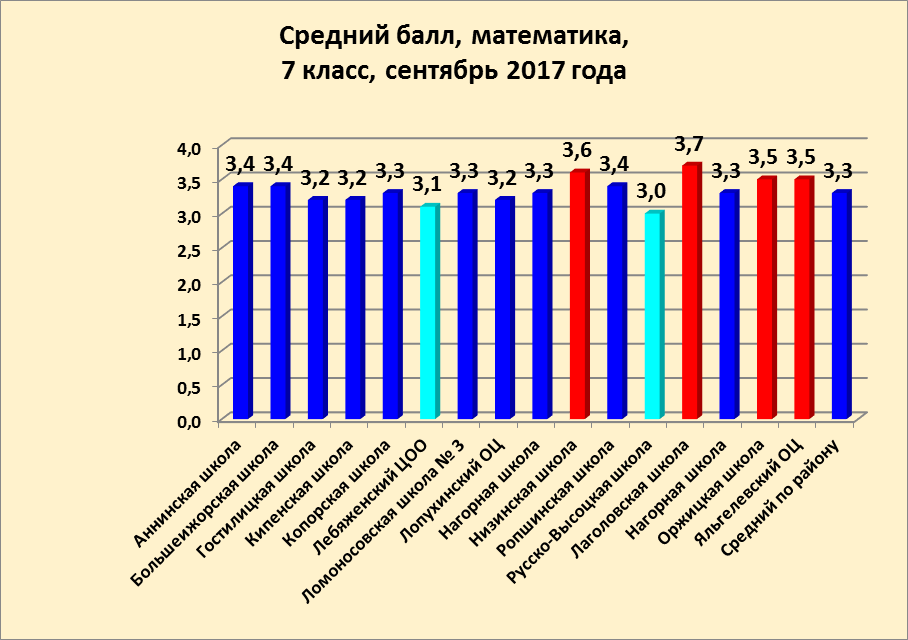 Средний балл, математика,
7 класс, сентябрь 2017 года
4,0
3,5
3,0
2,5
2,0
1,5
1,0
0,5
0,0
3,4
3,4
3,2
3,2
3,3
3,1
3,3
3,2
3,3
3,6
3,4
3,0
3,7
3,3
3,5
3,5
3,3
Аннинская школа
Большеижорская школа
Гостилицкая школа
Кипенская школа
Копорская школа
Лебяженский ЦОО
Ломоносовская школа № 3
Лопухинский ОЦ
Нагорная школа
Низинская школа
Ропшинская школа
Русско-Высоцкая школа
Лаголовская школа
Нагорная школа
Оржицкая школа
Яльгелевский ОЦ
Средний по району